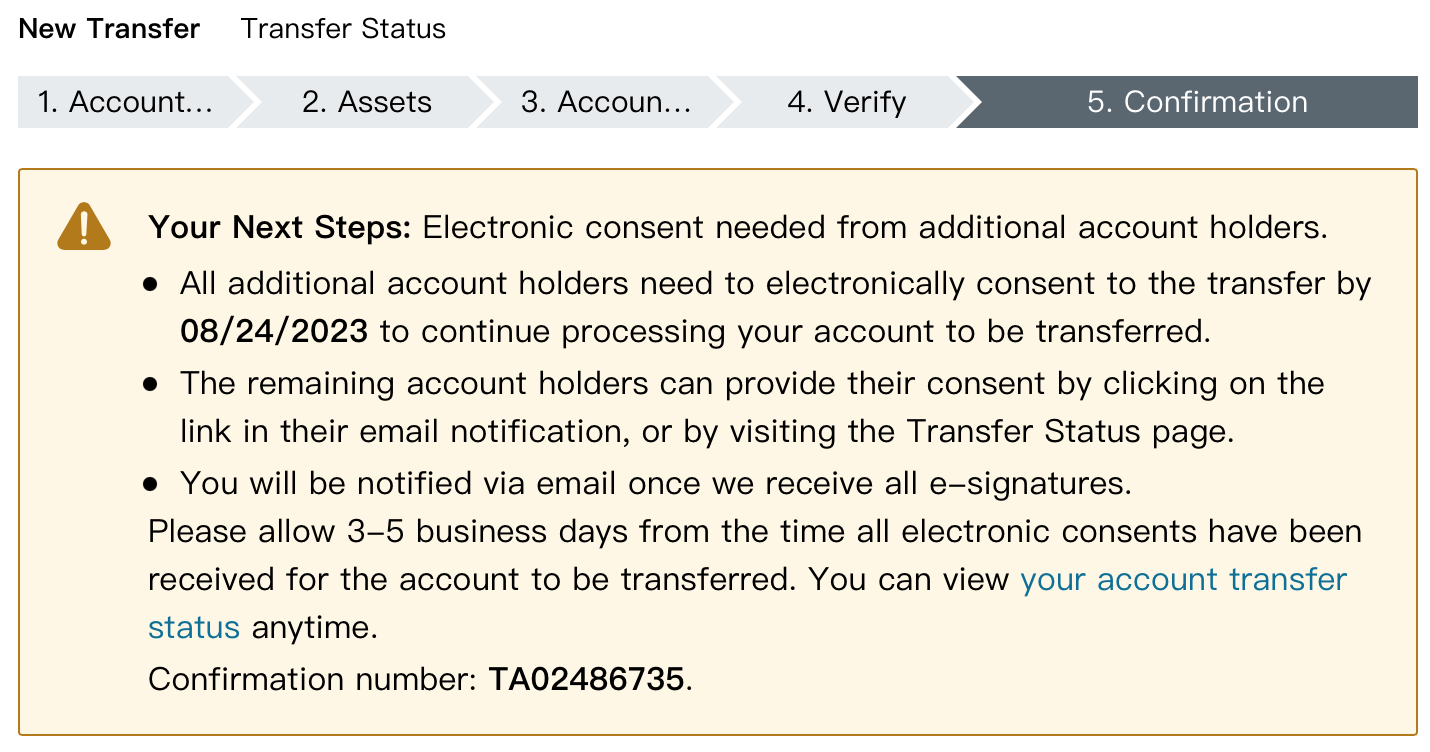 New Transfer Transfer Status
1. Account... 2. Assets 3. Accoun... 4. Verify 5. Confirmation
Your Next Steps: Electronic consent needed from additional account holders.
• All additional account holders need to electronically consent to the transfer by
08/24/2023 to continue processing your account to be transferred.
• The remaining account holders can provide their consent by clicking on the
link in their email notification, or by visiting the Transfer Status page.
• You will be notified via email once we receive all e–signatures.
Please allow 3–5 business days from the time all electronic consents have been
received for the account to be transferred. You can view your account transfer
status anytime.
Confirmation number: TA02486735.